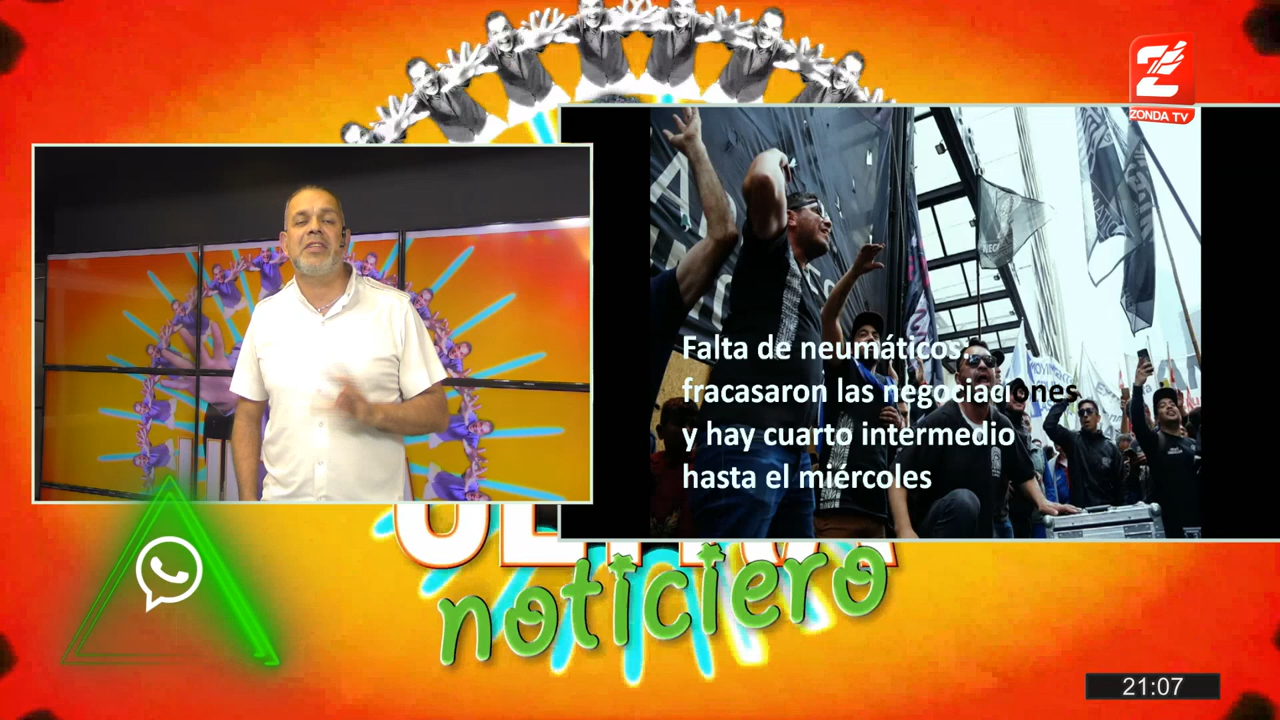 ZONDA TV
Falta de neumáticos:
fracasaron las negociaciones
y hay cuarto intermedio
hasta el miércoles
noticiero
21:07